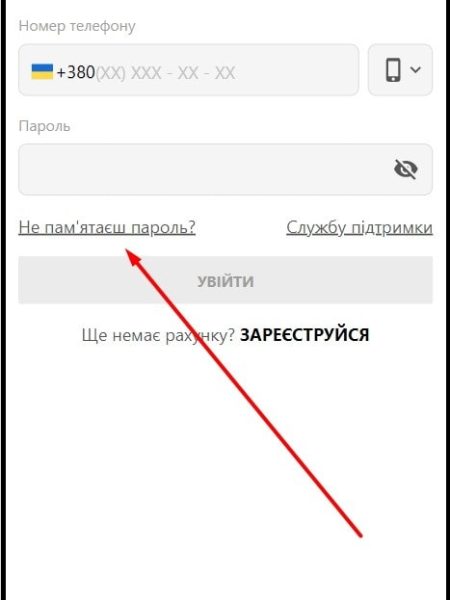 Номер телефону
+380(XX) XXX - XX - XX
Пароль
Не пам'ятаєш пароль? Службу підтримки
УВІЙТИ
Ще немає рахунку? ЗАРЕЄСТРУЙСЯ